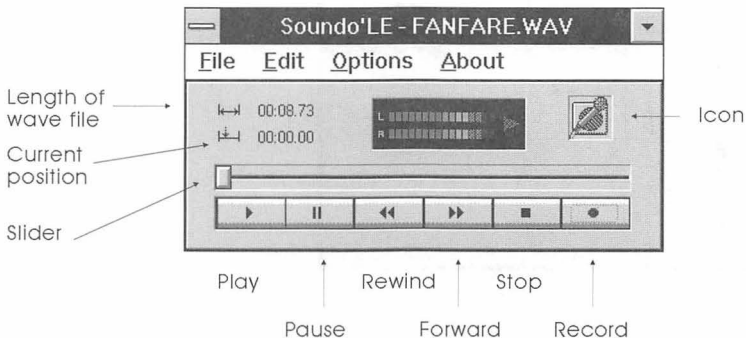 Soundo'LE - FANFARE.WAV
File Edit Options About
Length of
wave file
00:08.73
L
Icon
Current
position
00:00.00
R
Slider
Play Rewind Stop
Pause Forward Record